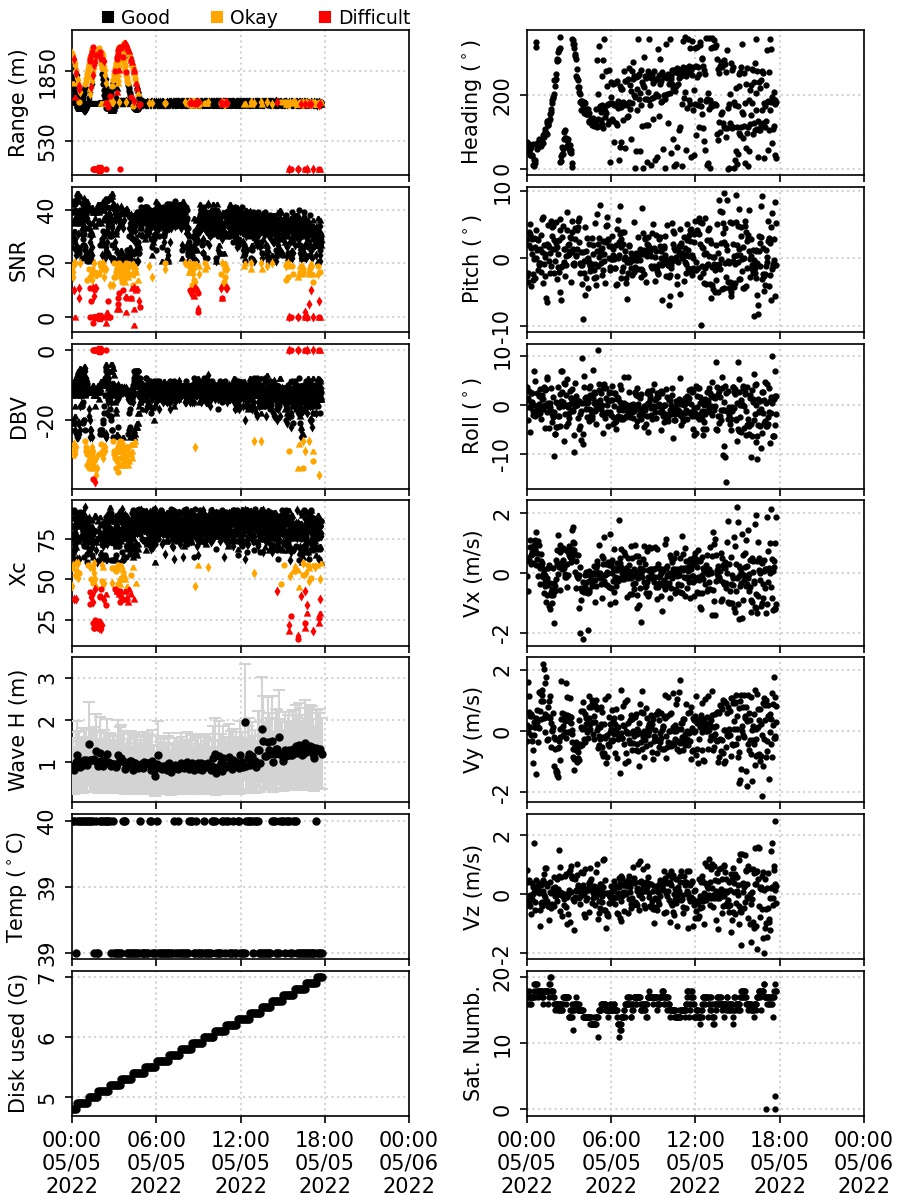 Good Okay Difficult
Range (m)
1850
530
SNR
40
20
0
DBV
0
-20
Xc
75
50
25
Wave H (m)
3
2
1
Temp (°C)
40
39
39
Disk used (G)
7
6
5
00:00 06:00 12:00 18:00 00:00
05/05 05/05 05/05 05/05 05/06
2022 2022 2022 2022 2022
Heading (°)
200
0
Pitch (°)
10
0
-10
Roll (°)
10
0
-10
Vx (m/s)
2
0
-2
Vy (m/s)
2
0
-2
Vz (m/s)
2
0
-2
Sat. Numb.
20
10
0
00:00 06:00 12:00 18:00 00:00
05/05 05/05 05/05 05/05 05/06
2022 2022 2022 2022 2022